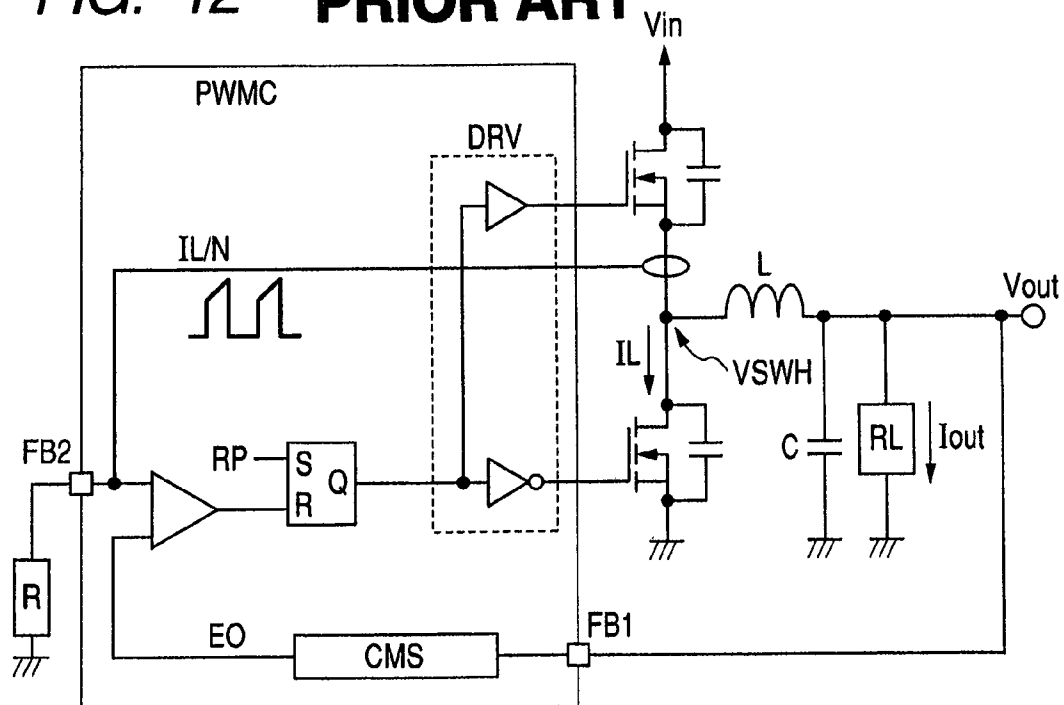 FIG. 12 PRIOR ART
Vin
PWMC
DRV
IL/N
L
Vout
IL
VSWH
FB2
RP
S
Q
R
C
RL
Iout
R
EO
CMS
FB1